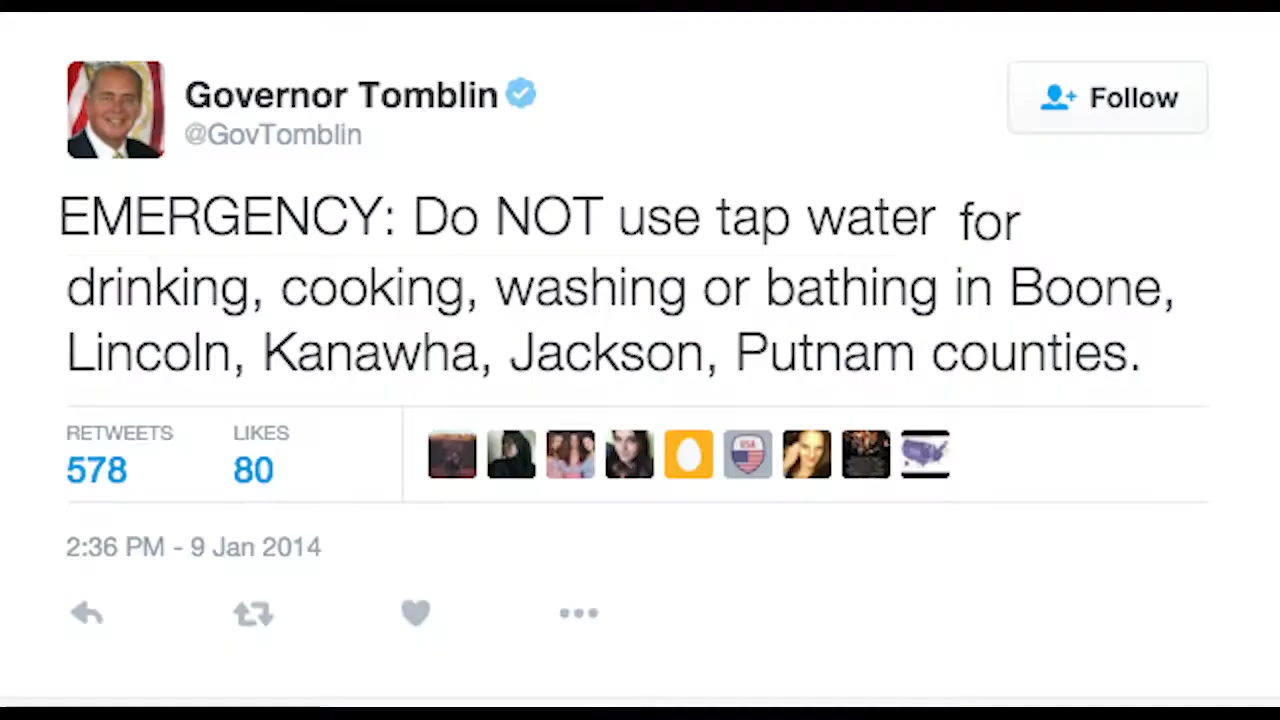 Governor Tomblin
@GovTomblin
Follow
EMERGENCY: Do NOT use tap water for
drinking, cooking, washing or bathing in Boone,
Lincoln, Kanawha, Jackson, Putnam counties.
RETWEETS LIKES
578 80
USA
2:36 PM - 9 Jan 2014